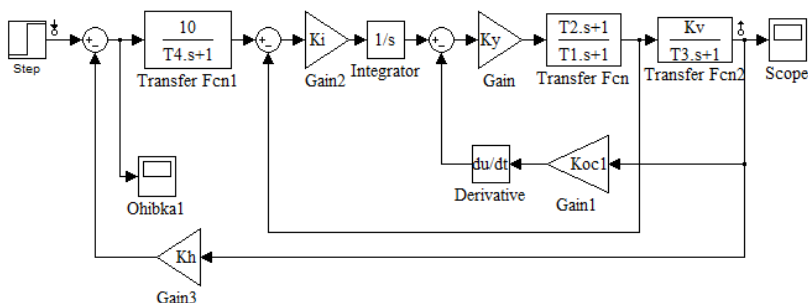 Step
10
T4.s+1
Transfer Fcn1
Ki
Gain2
1/s
Integrator
Ky
Gain
T2.s+1
T1.s+1
Transfer Fcn
Kv
T3.s+1
Transfer Fcn2
Scope
Ohibka1
du/dt
Derivative
Koc1
Gain1
Kh
Gain3